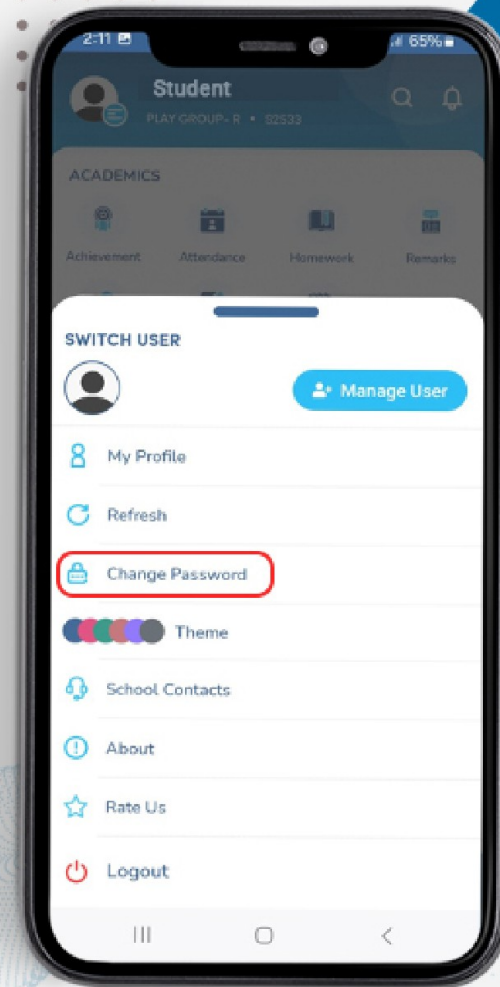 2:11 65%
Student
PLAY GROUP- R • S2S33
ACADEMICS
Achievement Attendance Homework Remarks
SWITCH USER
Manage User
My Profile
Refresh
Change Password
Theme
School Contacts
About
Rate Us
Logout